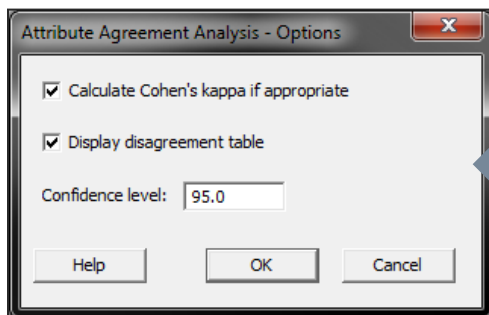 Attribute Agreement Analysis - Options
Calculate Cohen's kappa if appropriate
Display disagreement table
Confidence level: 95.0
Help OK Cancel